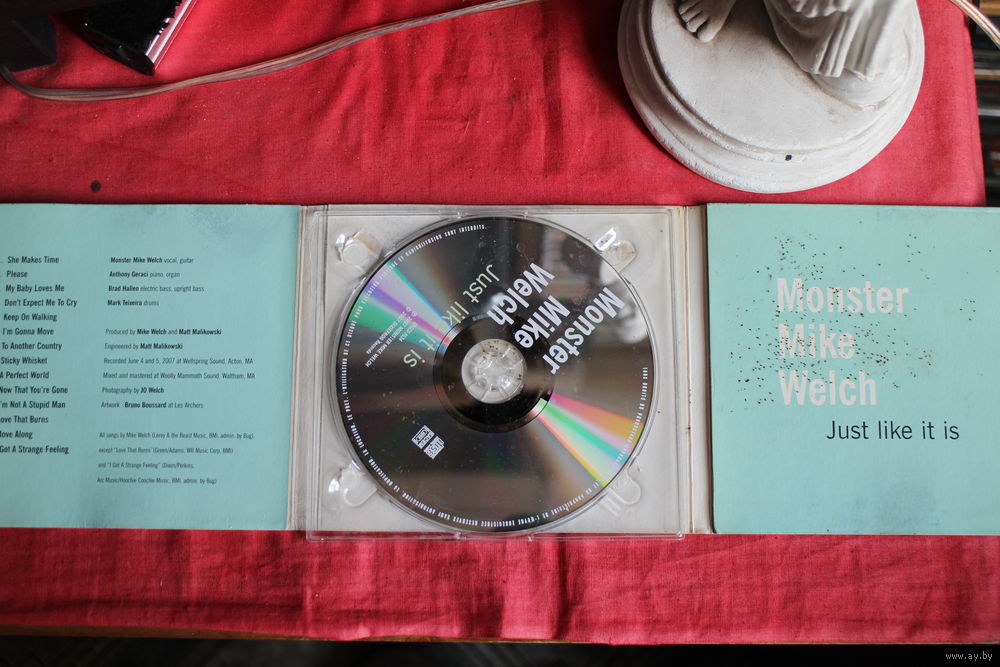 She Makes Time
Please
My Baby Loves Me
Don't Expect Me To Cry
Keep On Walking
I'm Gonna Move
To Another Country
Sticky Whisket
A Perfect World
Now That You're Gone
I'm Not A Stupid Man
Love That Burns
Move Along
Got A Strange Feeling
Monster Mike Welch vocal, guitar
Anthony Geraci piano, organ
Brad Hallen electric bass, upright bass
Mark Teixeira drums
Produced by Mike Welch and Matt Malikowski
Engineered by Matt Malikowski
Recorded June 4 and 5, 2007 at Wellspring Sound, Acton, MA
Mixed and mastered at Woolly Mammoth Sound, Waltham, MA
Photography by JO Welch
Artwork : Bruno Boussard at Les Archers
All songs by Mike Welch (Leroy & the Beard Music, BMI, admin. by Bug),
except "Love That Burns" (Green/Adams, Will Music Corp, BMI)
and "I Got A Strange Feeling" (Dixon/Perkins,
Arc Music/Hoochie Coochie Music, BMI, admin. by Bug)
Monster
Mike
Welch
Just like it is
Monster
Mike
Welch
Just like it is
www.ay.by